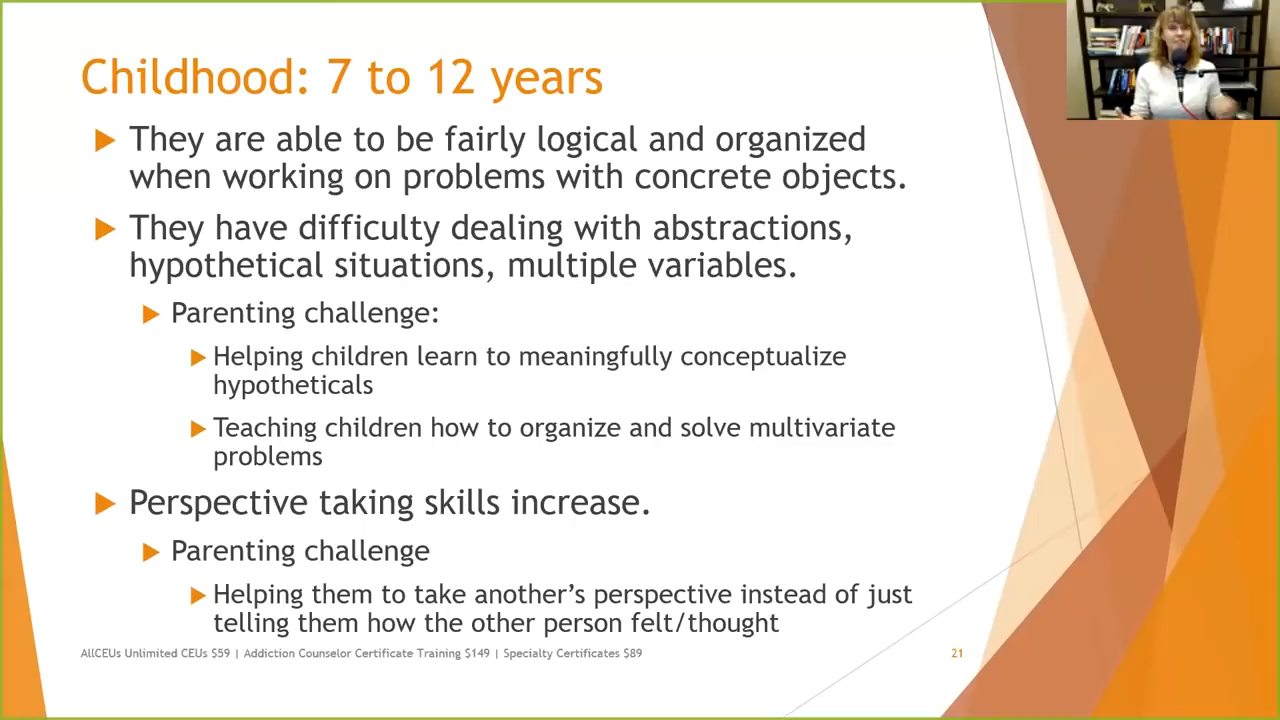 Childhood: 7 to 12 years
They are able to be fairly logical and organized
when working on problems with concrete objects.
They have difficulty dealing with abstractions,
hypothetical situations, multiple variables.
Parenting challenge:
Helping children learn to meaningfully conceptualize
hypotheticals
Teaching children how to organize and solve multivariate
problems
Perspective taking skills increase.
Parenting challenge
Helping them to take another’s perspective instead of just
telling them how the other person felt/thought
AllCEUs Unlimited CEUs $59 | Addiction Counselor Certificate Training $149 | Specialty Certificates $89
21